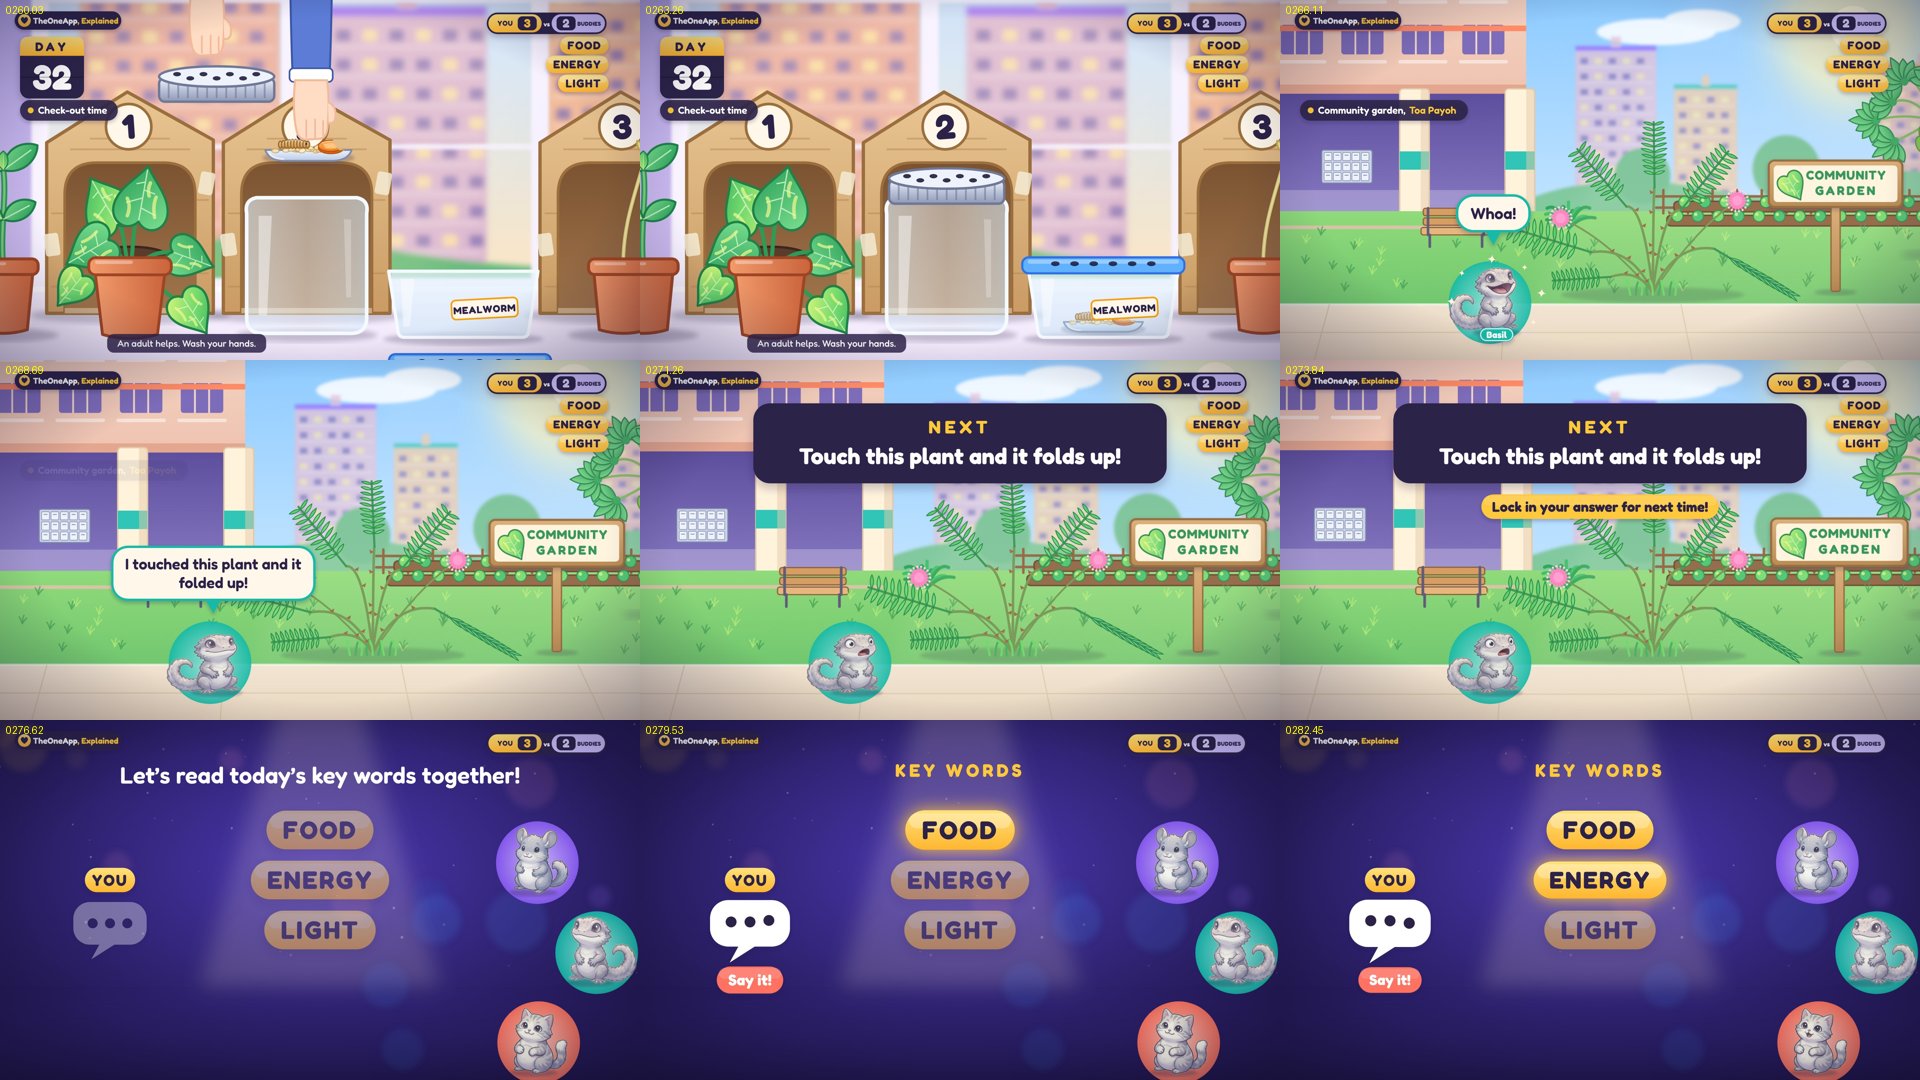 0260.03
TheOneApp, Explained
YOU 3 vs 2 BUDDIES
DAY
32
FOOD
ENERGY
LIGHT
Check-out time
1
3
MEALWORM
An adult helps. Wash your hands.
0263.26
TheOneApp, Explained
YOU 3 vs 2 BUDDIES
DAY
32
FOOD
ENERGY
LIGHT
Check-out time
1
2
3
MEALWORM
An adult helps. Wash your hands.
0266.11
TheOneApp, Explained
YOU 3 vs 2 BUDDIES
FOOD
ENERGY
LIGHT
Community garden, Toa Payoh
COMMUNITY
GARDEN
Whoa!
Basil
0268.69
TheOneApp, Explained
YOU 3 vs 2 BUDDIES
FOOD
ENERGY
LIGHT
Community garden, Toa Payoh
COMMUNITY
GARDEN
I touched this plant and it
folded up!
0271.26
TheOneApp, Explained
YOU 3 vs 2 BUDDIES
FOOD
ENERGY
LIGHT
NEXT
Touch this plant and it folds up!
COMMUNITY
GARDEN
0273.84
TheOneApp, Explained
YOU 3 vs 2 BUDDIES
FOOD
ENERGY
LIGHT
NEXT
Touch this plant and it folds up!
Lock in your answer for next time!
COMMUNITY
GARDEN
0276.62
TheOneApp, Explained
YOU 3 vs 2 BUDDIES
Let's read today's key words together!
FOOD
ENERGY
LIGHT
YOU
0279.53
TheOneApp, Explained
YOU 3 vs 2 BUDDIES
KEY WORDS
FOOD
ENERGY
LIGHT
YOU
Say it!
0282.45
TheOneApp, Explained
YOU 3 vs 2 BUDDIES
KEY WORDS
FOOD
ENERGY
LIGHT
YOU
Say it!